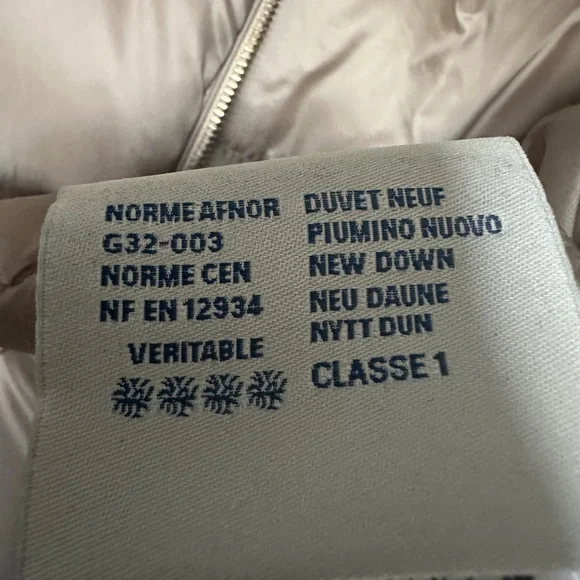 NORME AFNOR
G32-003
NORME CEN
NF EN 12934
VERITABLE
DUVET NEUF
PIUMINO NUOVO
NEW DOWN
NEU DAUNE
NYTT DUN
CLASSE 1